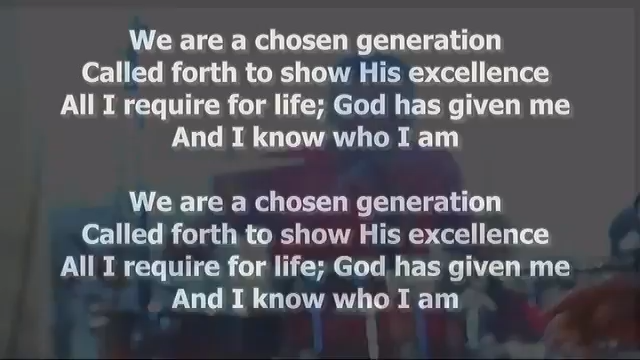 We are a chosen generation
Called forth to show His excellence
All I require for life; God has given me
And I know who I am
We are a chosen generation
Called forth to show His excellence
All I require for life; God has given me
And I know who I am